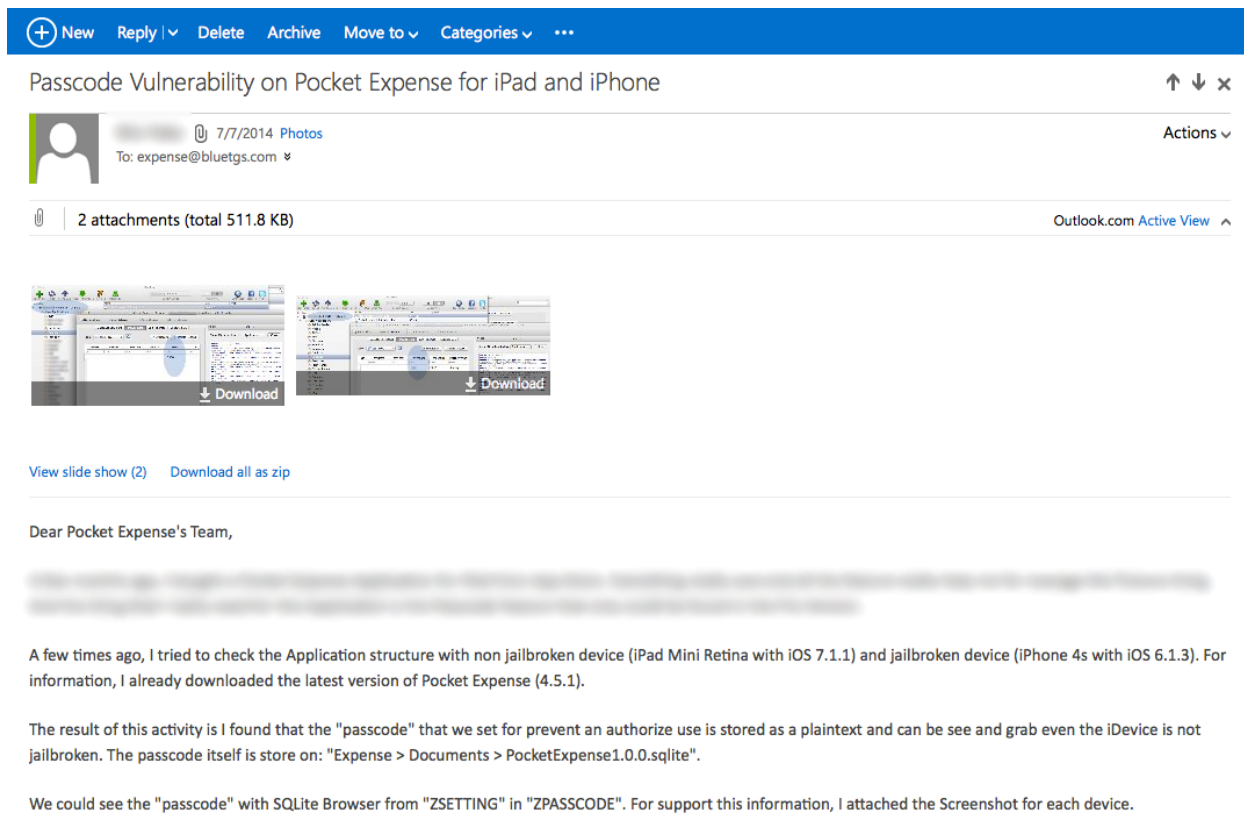 New Reply Delete Archive Move to Categories •••
Passcode Vulnerability on Pocket Expense for iPad and iPhone
7/7/2014 Photos
Actions
To: expense@bluetgs.com
2 attachments (total 511.8 KB)
Outlook.com Active View
Download
Download
View slide show (2) Download all as zip
Dear Pocket Expense's Team,
A few times ago, I tried to check the Application structure with non jailbroken device (iPad Mini Retina with iOS 7.1.1) and jailbroken device (iPhone 4s with iOS 6.1.3). For
information, I already downloaded the latest version of Pocket Expense (4.5.1).
The result of this activity is I found that the "passcode" that we set for prevent an authorize use is stored as a plaintext and can be see and grab even the iDevice is not
jailbroken. The passcode itself is store on: "Expense > Documents > PocketExpense1.0.0.sqlite".
We could see the "passcode" with SQLite Browser from "ZSETTING" in "ZPASSCODE". For support this information, I attached the Screenshot for each device.